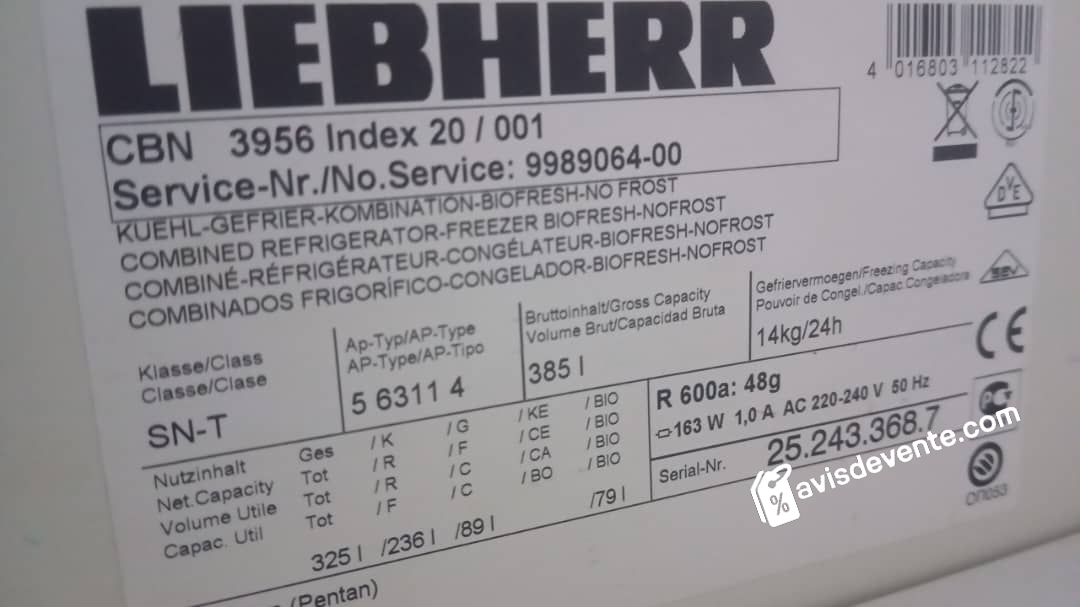 LIEBHERR
4 016803 112822
CBN 3956 Index 20 / 001
Service-Nr./No.Service: 9989064-00
KUEHL-GEFRIER-KOMBINATION-BIOFRESH-NO FROST
COMBINED REFRIGERATOR-FREEZER BIOFRESH-NOFROST
COMBINÉ-RÉFRIGÉRATEUR-CONGÉLATEUR-BIOFRESH-NOFROST
COMBINADOS FRIGORÍFICO-CONGELADOR-BIOFRESH-NOFROST
DVE
SEV
CE
Klasse/Class
Classe/Clase
SN-T
Ap-Typ/AP-Type
AP-Type/AP-Tipo
5 6311 4
Bruttoinhalt/Gross Capacity
Volume Brut/Capacidad Bruta
385 l
Gefriervermoegen/Freezing Capacity
Pouvoir de Congel./Capac.Congeladora
14kg/24h
Nutzinhalt Ges /K /G /KE /BIO
Net.Capacity Tot /R /F /CE /BIO
Volume Utile Tot /R /C /CA /BIO
Capac. Util Tot /F /C /BO /BIO
325 l /236 l /89 l /79 l
R 600a: 48g
163 W 1,0 A AC 220-240 V 50 Hz
Serial-Nr. 25.243.368.7
avisdevente.com
(Pentan)